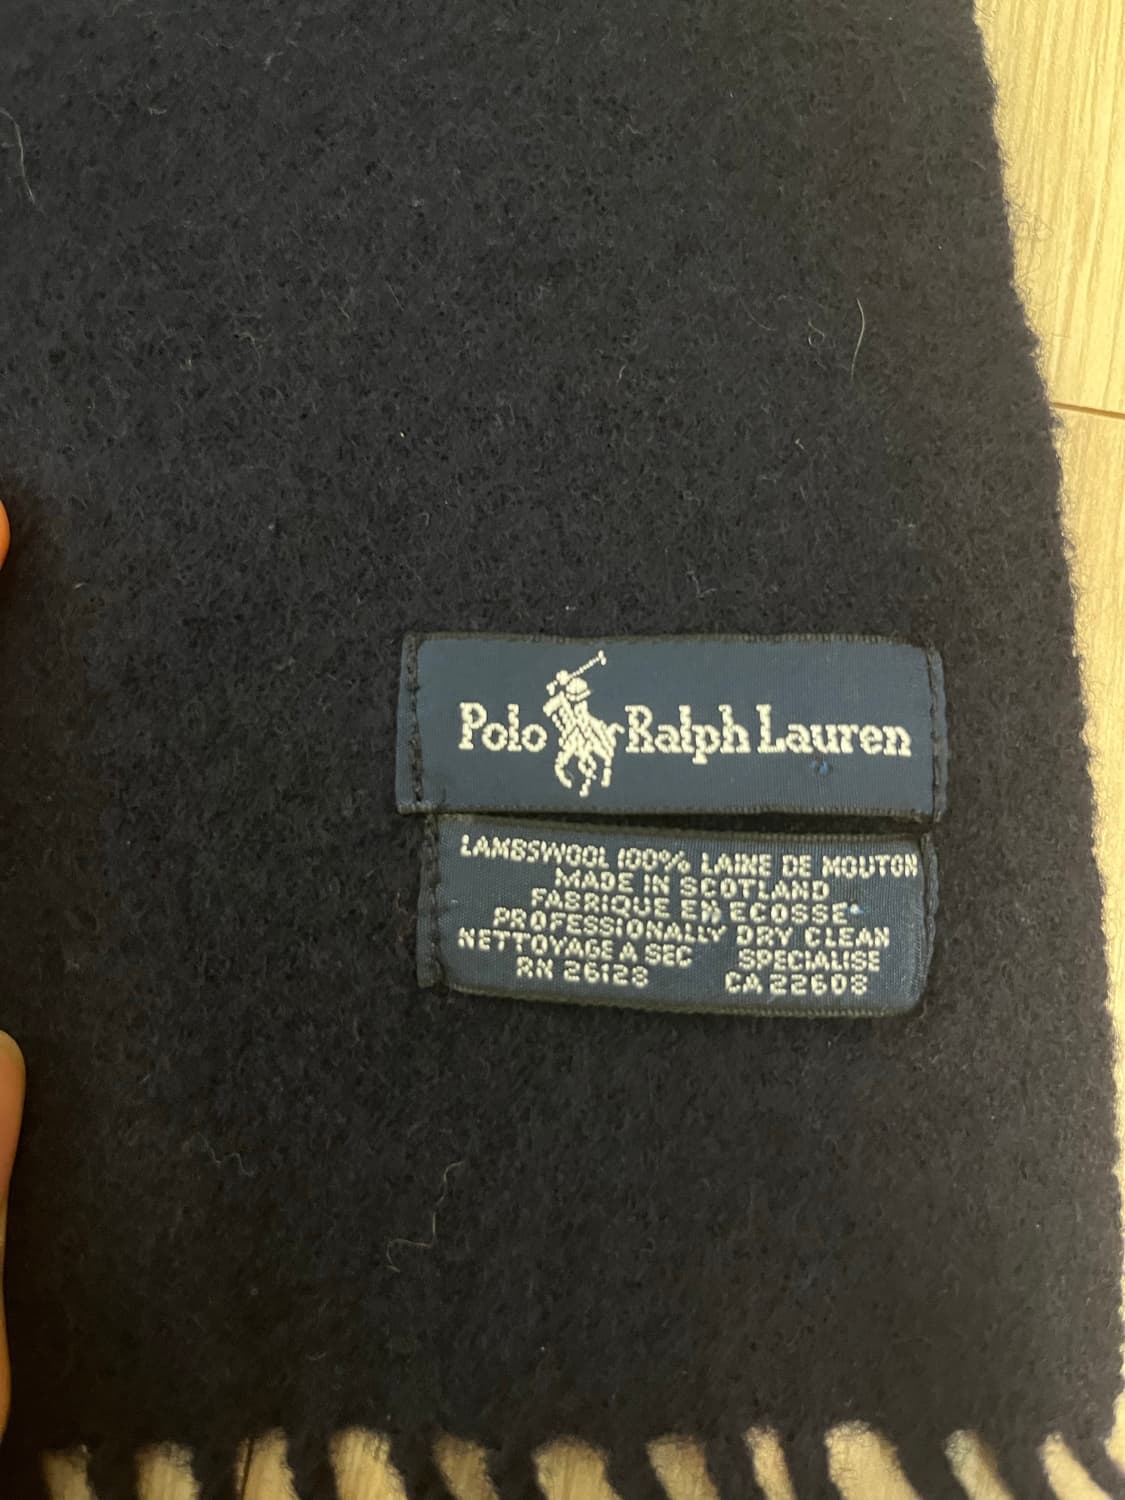 Polo Ralph Lauren
LAMBSWOOL 100% LAINE DE MOUTON
MADE IN SCOTLAND
FABRIQUE EN ECOSSE
PROFESSIONALLY DRY CLEAN
NETTOYAGE A SEC SPECIALISE
RN 26128 CA 22608